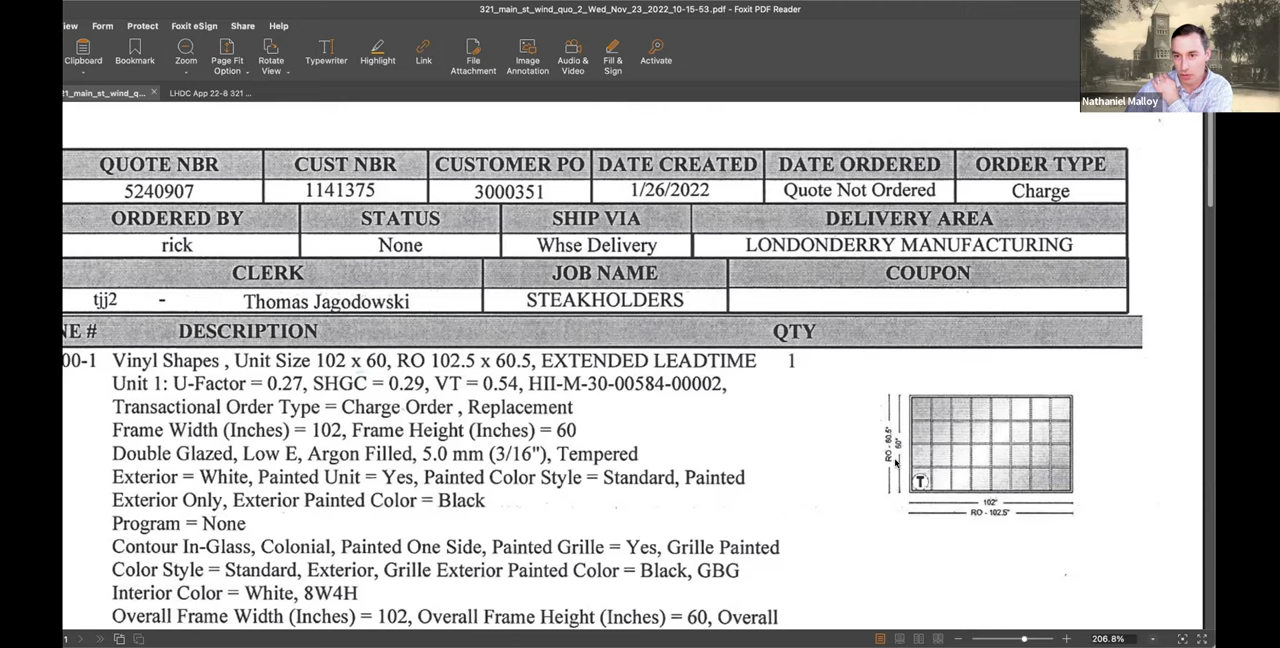 321_main_st_wind_quo_2_Wed_Nov_23_2022_10-15-53.pdf - Foxit PDF Reader
iew Form Protect Foxit eSign Share Help
Clipboard Bookmark Zoom Page Fit Option Rotate View Typewriter Highlight Link File Attachment Image Annotation Audio & Video Fill & Sign Activate
21_main_st_wind_q... × LHDC App 22-8 321 ...
Nathaniel Malloy
QUOTE NBR CUST NBR CUSTOMER PO DATE CREATED DATE ORDERED ORDER TYPE
5240907 1141375 3000351 1/26/2022 Quote Not Ordered Charge
ORDERED BY STATUS SHIP VIA DELIVERY AREA
rick None Whse Delivery LONDONDERRY MANUFACTURING
CLERK JOB NAME COUPON
tjj2 - Thomas Jagodowski STEAKHOLDERS
NE # DESCRIPTION QTY
00-1 Vinyl Shapes , Unit Size 102 x 60, RO 102.5 x 60.5, EXTENDED LEADTIME 1
Unit 1: U-Factor = 0.27, SHGC = 0.29, VT = 0.54, HII-M-30-00584-00002,
Transactional Order Type = Charge Order , Replacement
Frame Width (Inches) = 102, Frame Height (Inches) = 60
Double Glazed, Low E, Argon Filled, 5.0 mm (3/16"), Tempered
Exterior = White, Painted Unit = Yes, Painted Color Style = Standard, Painted
Exterior Only, Exterior Painted Color = Black
Program = None
Contour In-Glass, Colonial, Painted One Side, Painted Grille = Yes, Grille Painted
Color Style = Standard, Exterior, Grille Exterior Painted Color = Black, GBG
Interior Color = White, 8W4H
Overall Frame Width (Inches) = 102, Overall Frame Height (Inches) = 60, Overall
RO - 60.5"
60"
T
102"
RO - 102.5"
206.8%